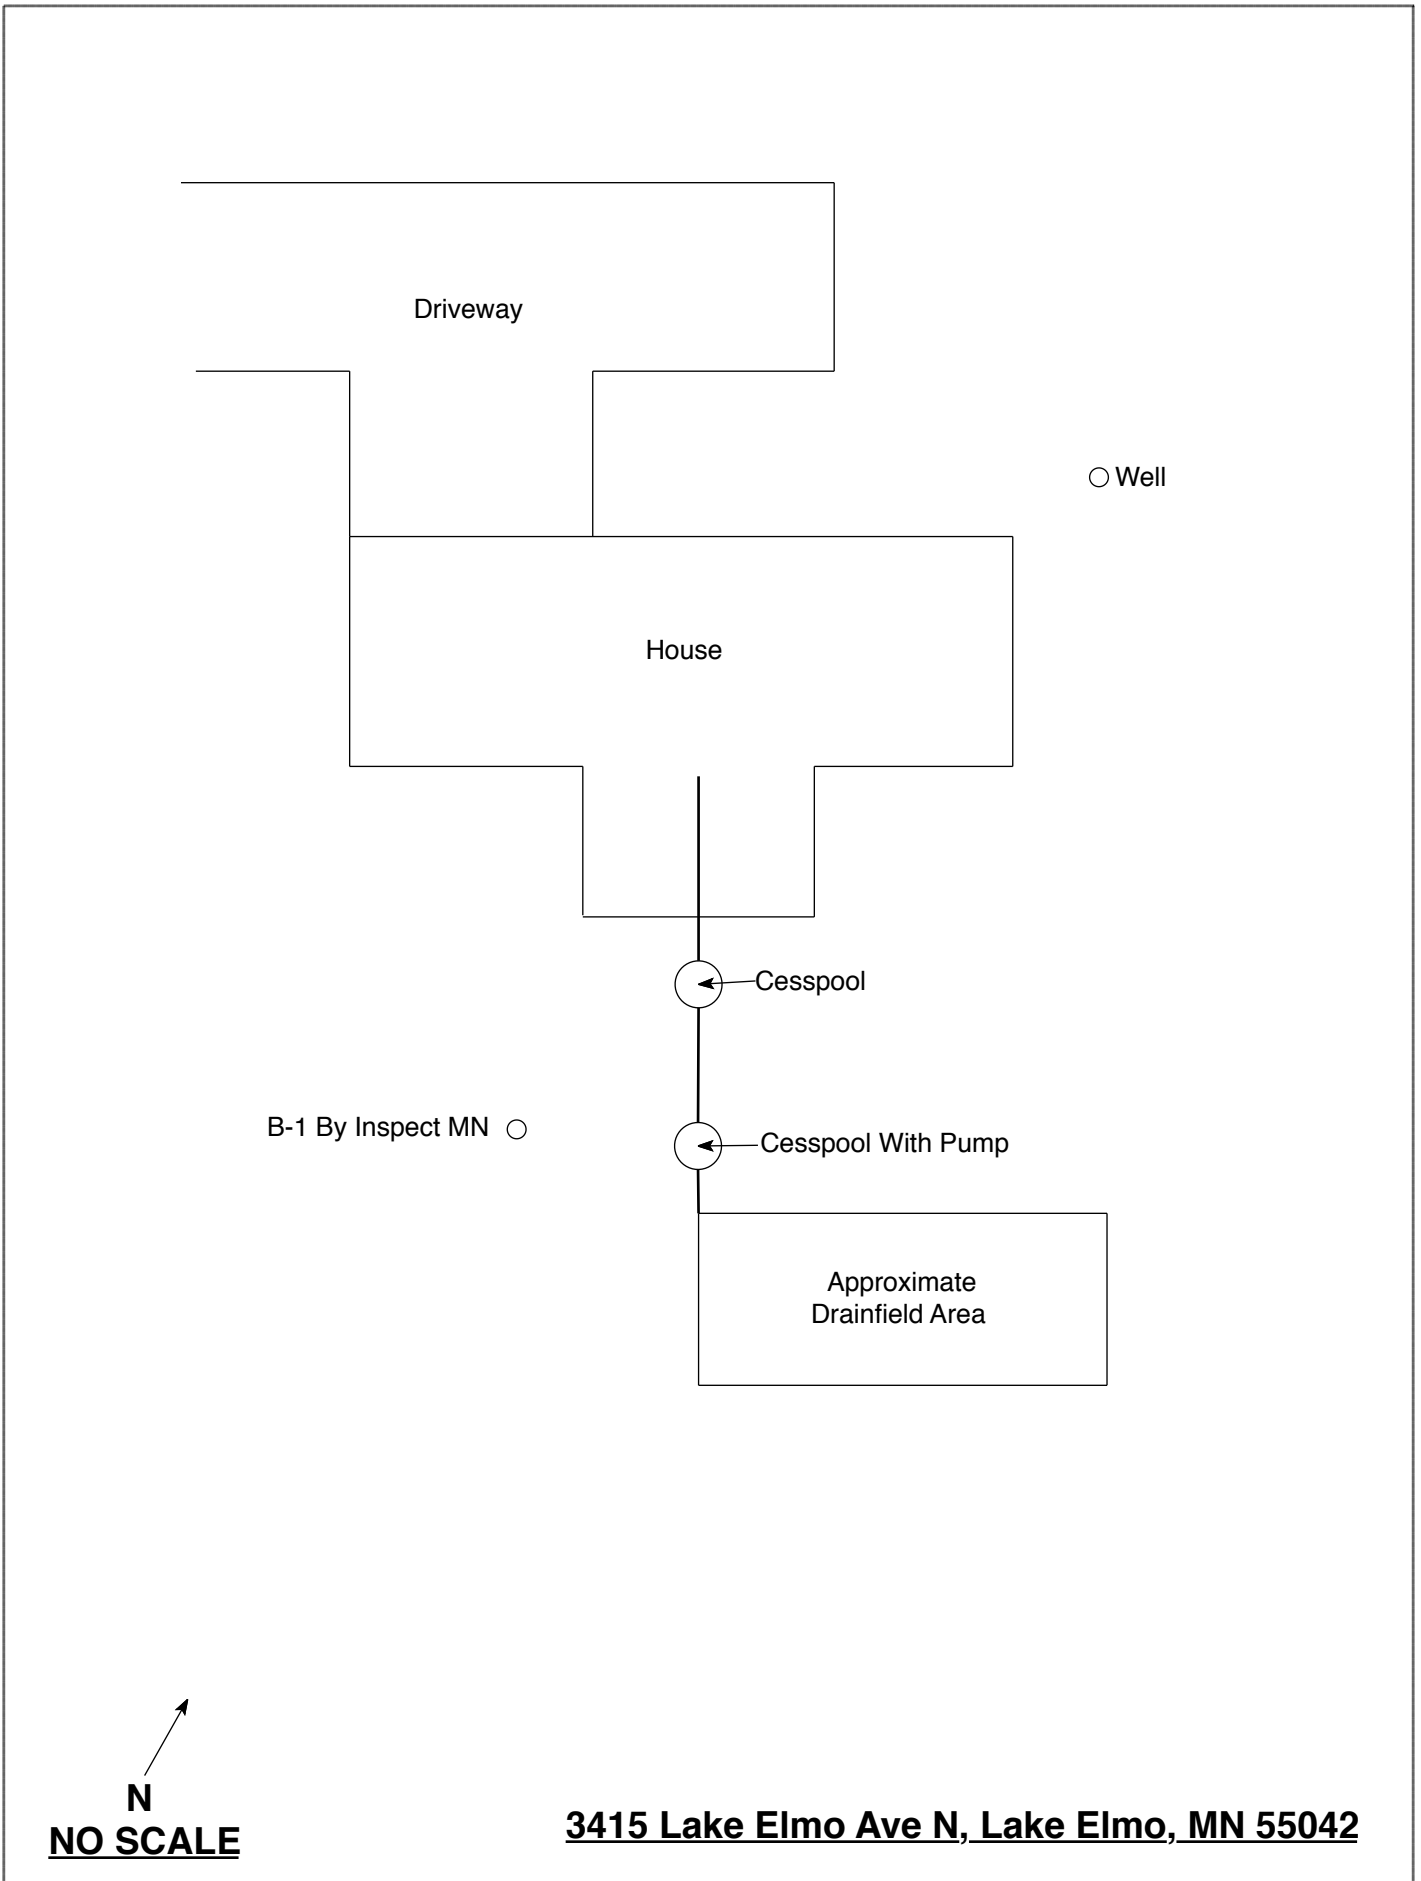 Driveway
Well
House
Cesspool
B-1 By Inspect MN
Cesspool With Pump
Approximate
Drainfield Area
N
NO SCALE
3415 Lake Elmo Ave N, Lake Elmo, MN 55042